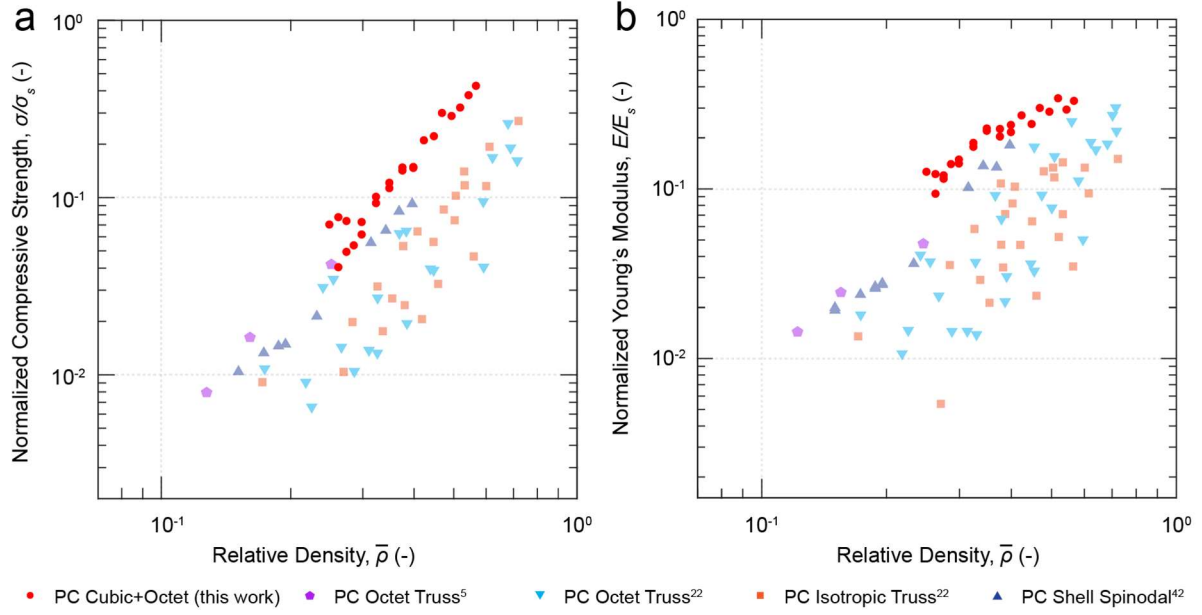 a
b
Normalized Compressive Strength, σ/σₛ (-)
10⁰
10⁻¹
10⁻²
10⁻¹
10⁰
Relative Density, ρ̅ (-)
Normalized Young's Modulus, E/Eₛ (-)
10⁰
10⁻¹
10⁻²
10⁻¹
10⁰
Relative Density, ρ̅ (-)
PC Cubic+Octet (this work)
PC Octet Truss⁵
PC Octet Truss²²
PC Isotropic Truss²²
PC Shell Spinodal⁴²